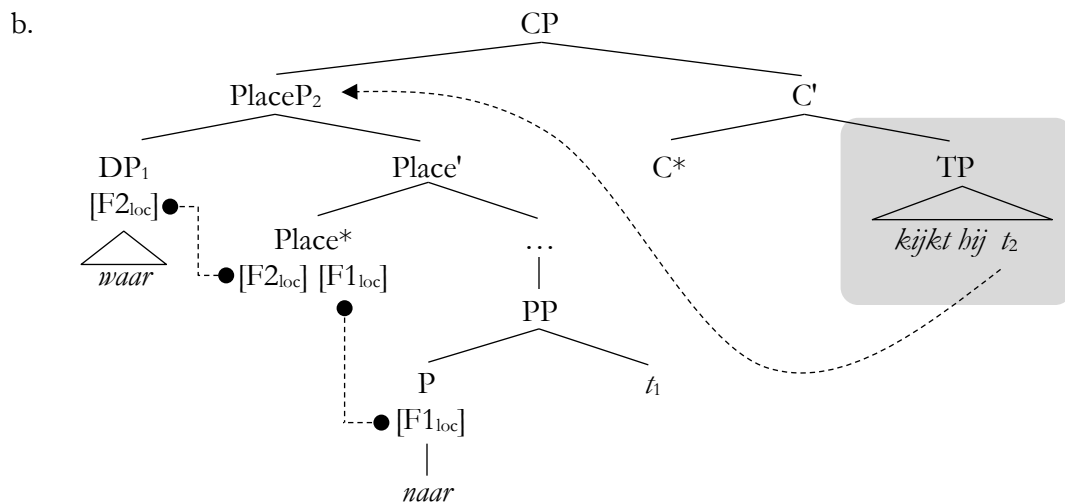 b.
CP
PlaceP₂ C'
DP₁ Place' C* TP
[F2loc]
Place* … kijkt hij t₂
waar [F2loc] [F1loc]
PP
P t₁
[F1loc]
naar